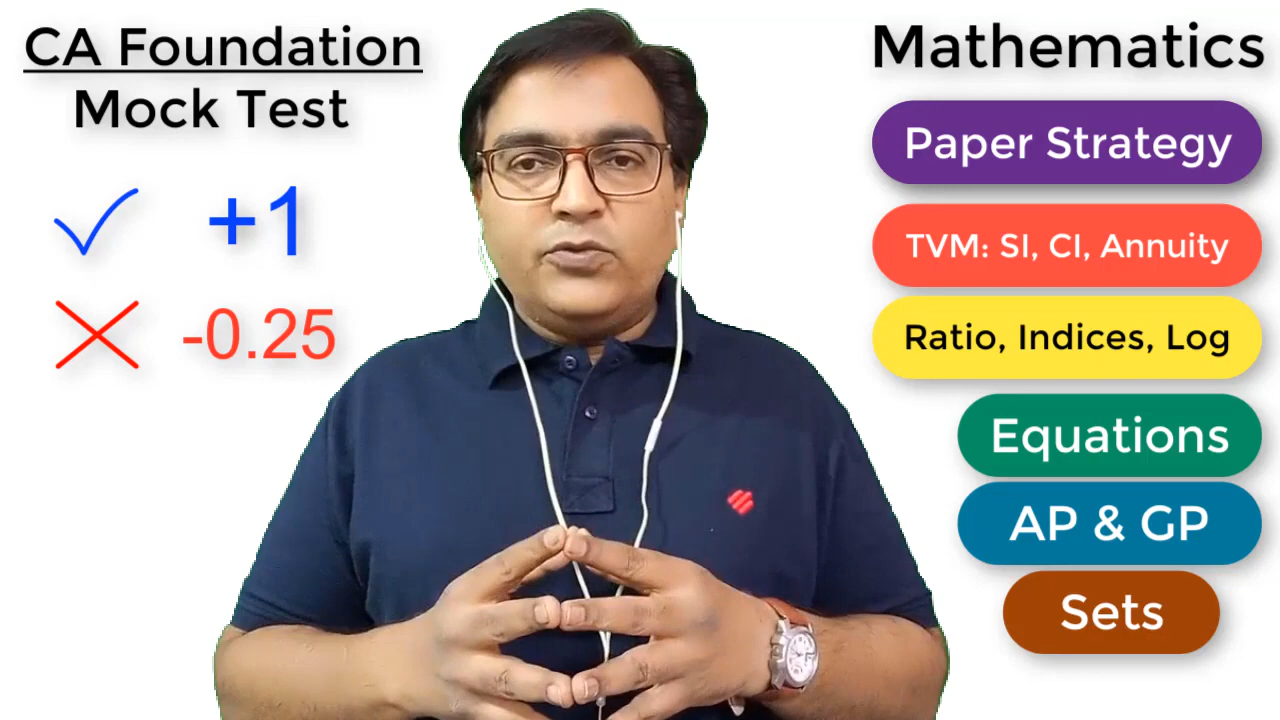 CA Foundation
Mock Test
+1
-0.25
Mathematics
Paper Strategy
TVM: SI, CI, Annuity
Ratio, Indices, Log
Equations
AP & GP
Sets